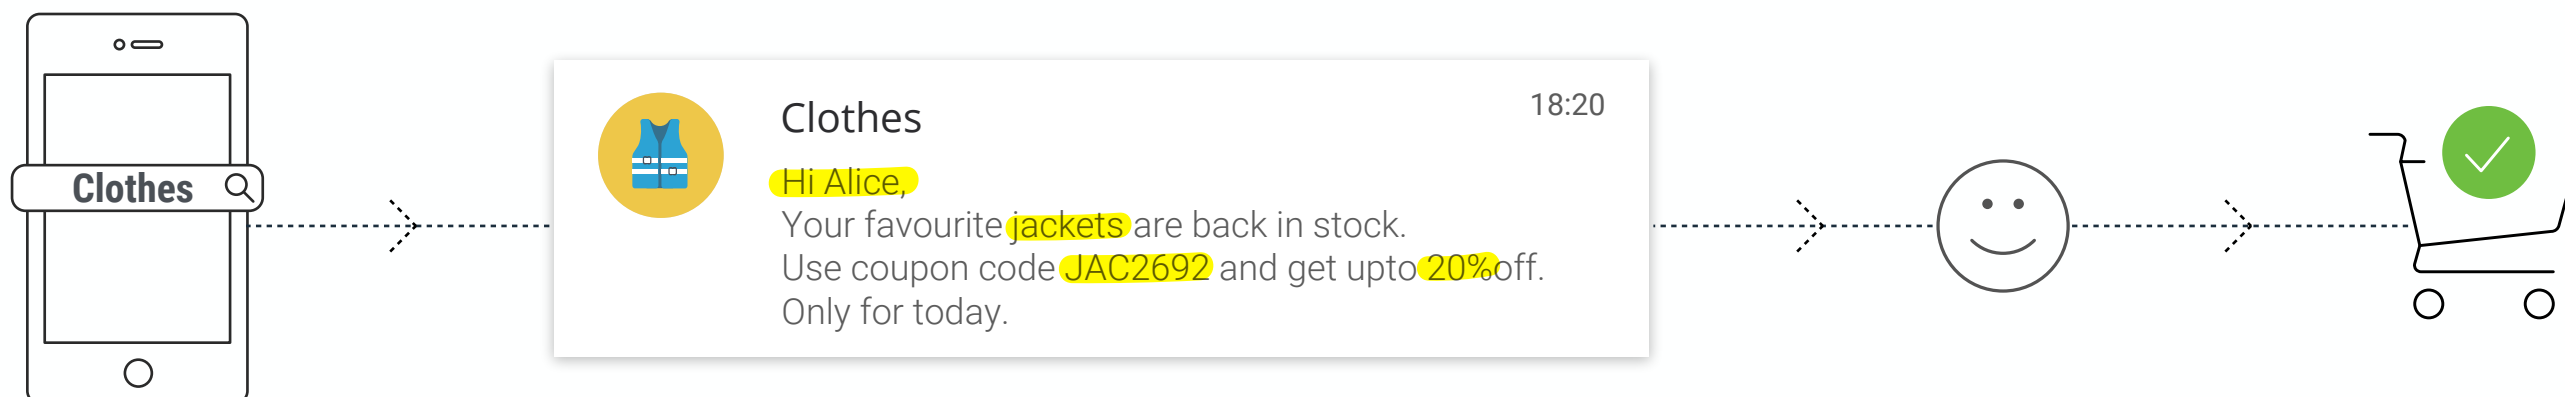 Clothes
Clothes
18:20
Hi Alice,
Your favourite jackets are back in stock.
Use coupon code JAC2692 and get upto 20%off.
Only for today.